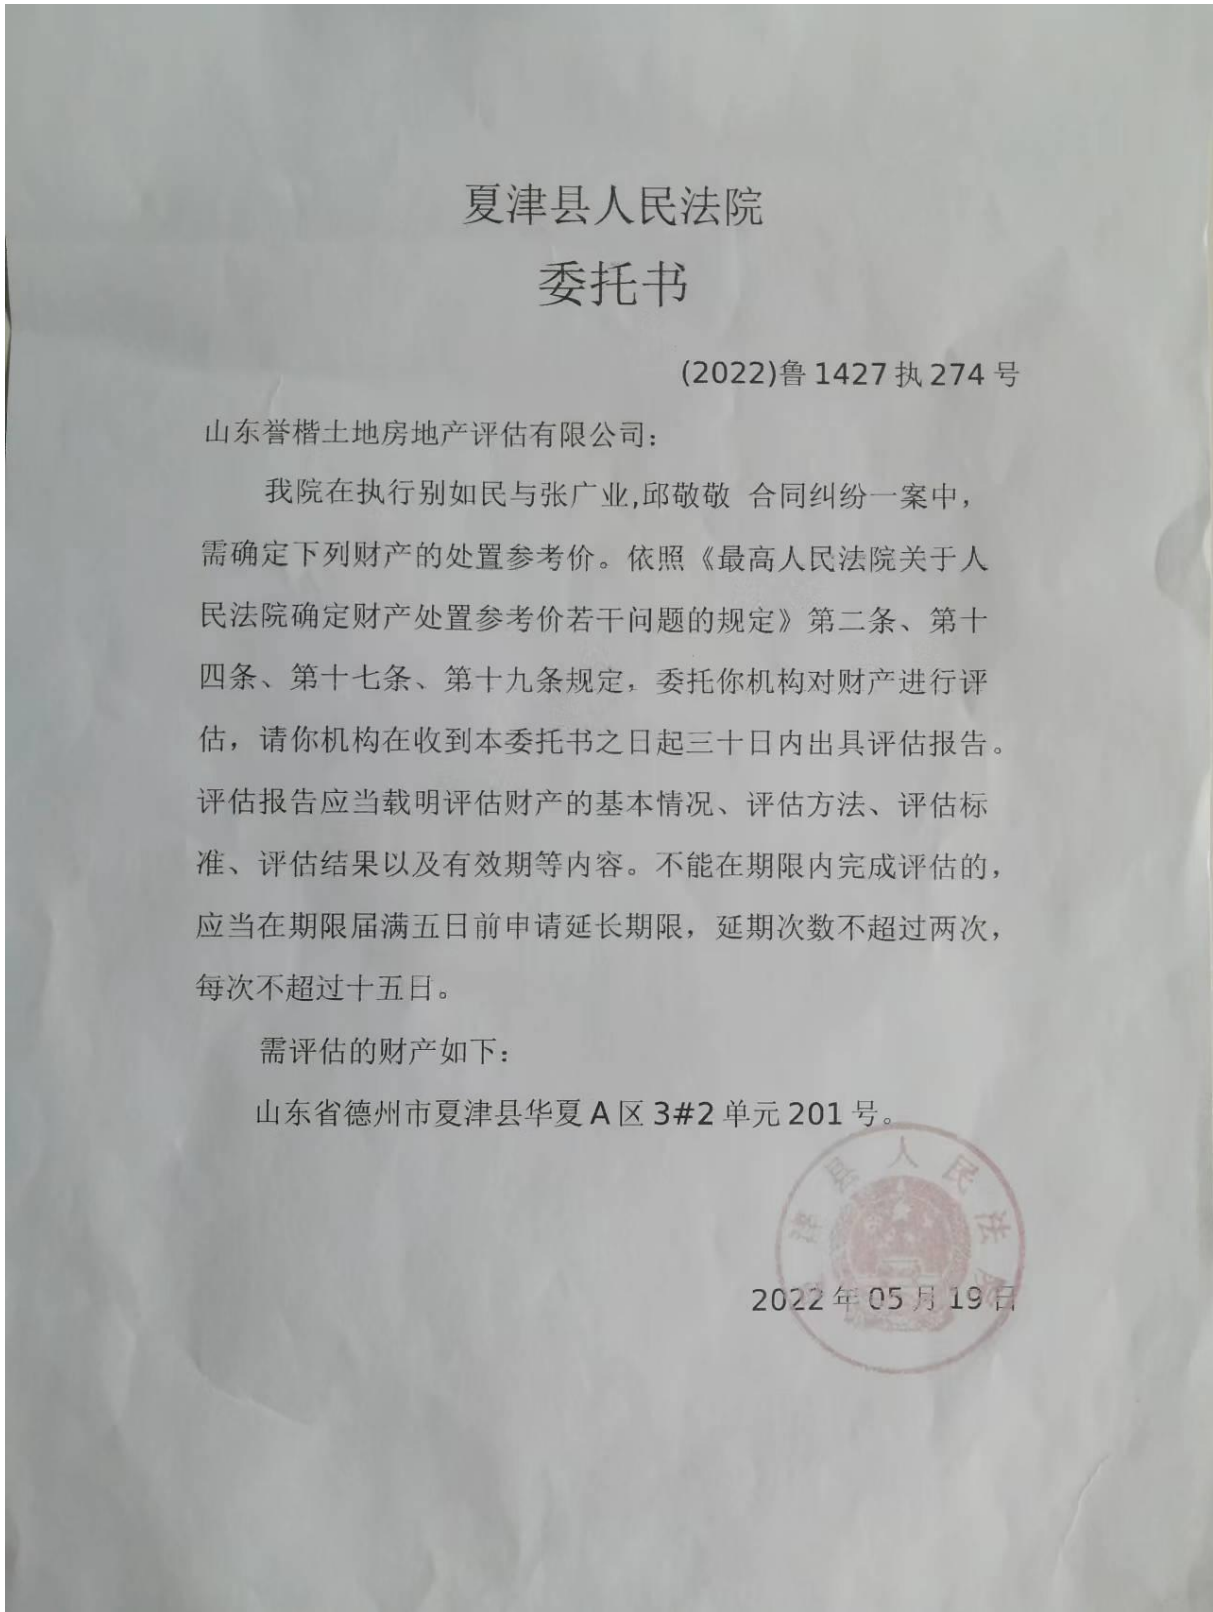 夏津县人民法院
委托书
(2022)鲁1427执274号
山东誉楷土地房地产评估有限公司：
我院在执行别如民与张广业,邱敬敬 合同纠纷一案中，
需确定下列财产的处置参考价。依照《最高人民法院关于人
民法院确定财产处置参考价若干问题的规定》第二条、第十
四条、第十七条、第十九条规定，委托你机构对财产进行评
估，请你机构在收到本委托书之日起三十日内出具评估报告。
评估报告应当载明评估财产的基本情况、评估方法、评估标
准、评估结果以及有效期等内容。不能在期限内完成评估的，
应当在期限届满五日前申请延长期限，延期次数不超过两次，
每次不超过十五日。
需评估的财产如下：
山东省德州市夏津县华夏A区3#2单元201号。
津县人民法院
2022年05月19日